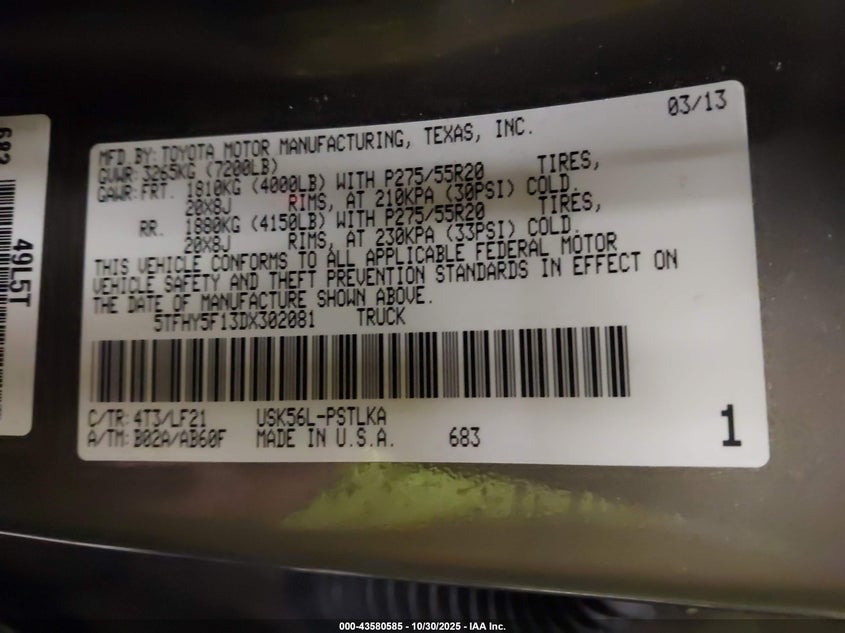 03/13
MFD BY: TOYOTA MOTOR MANUFACTURING, TEXAS, INC.
GVWR: 3265KG (7200LB)
GAWR: FRT. 1810KG (4000LB) WITH P275/55R20 TIRES,
20X8J RIMS, AT 210KPA (30PSI) COLD.
RR. 1880KG (4150LB) WITH P275/55R20 TIRES,
20X8J RIMS, AT 230KPA (33PSI) COLD.
THIS VEHICLE CONFORMS TO ALL APPLICABLE FEDERAL MOTOR
VEHICLE SAFETY AND THEFT PREVENTION STANDARDS IN EFFECT ON
THE DATE OF MANUFACTURE SHOWN ABOVE.
5TFHY5F13DX302081 TRUCK
C/TR: 4T3/LF21 USK56L-PSTLKA
A/TM: B02A/AB60F MADE IN U.S.A. 683
1
683
49L5T
000-43580585 - 10/30/2025 - IAA Inc.